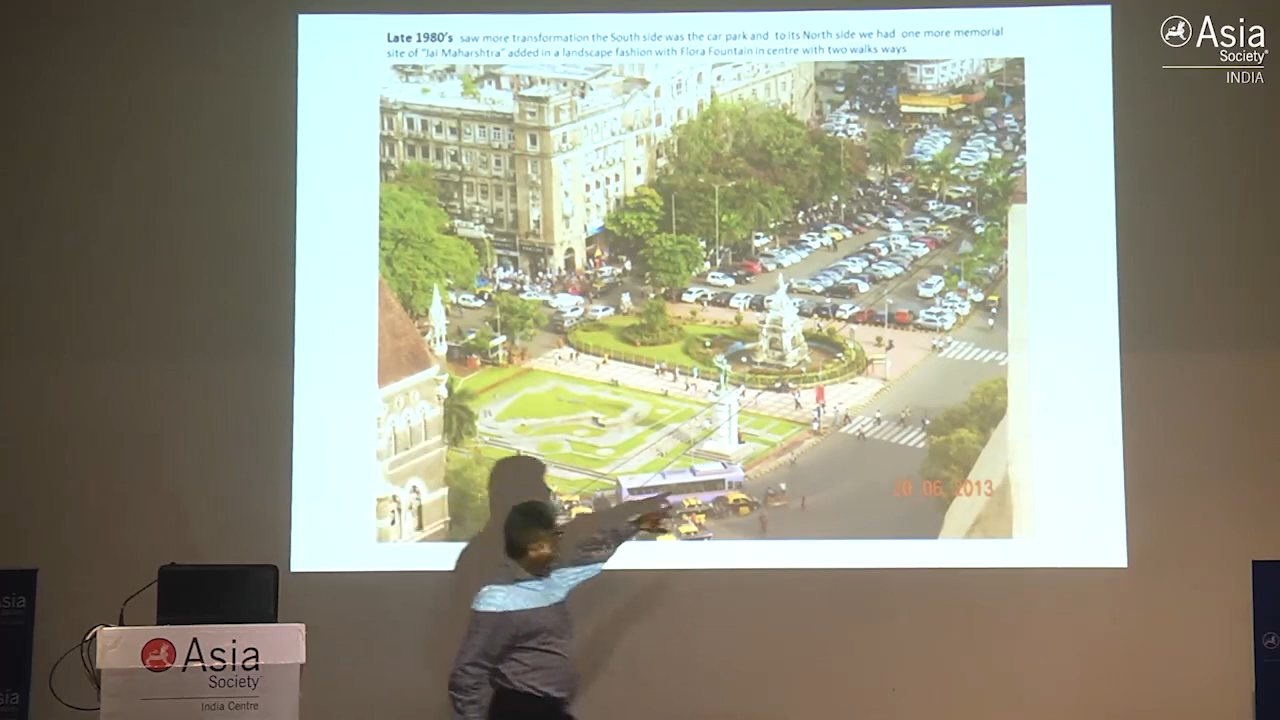 Late 1980's saw more transformation the South side was the car park and to its North side we had one more memorial
site of "Jai Maharshtra" added in a landscape fashion with Flora Fountain in centre with two walks ways
Asia
Society
INDIA
20 06 2013
Asia
Society
India Centre
sia
sia